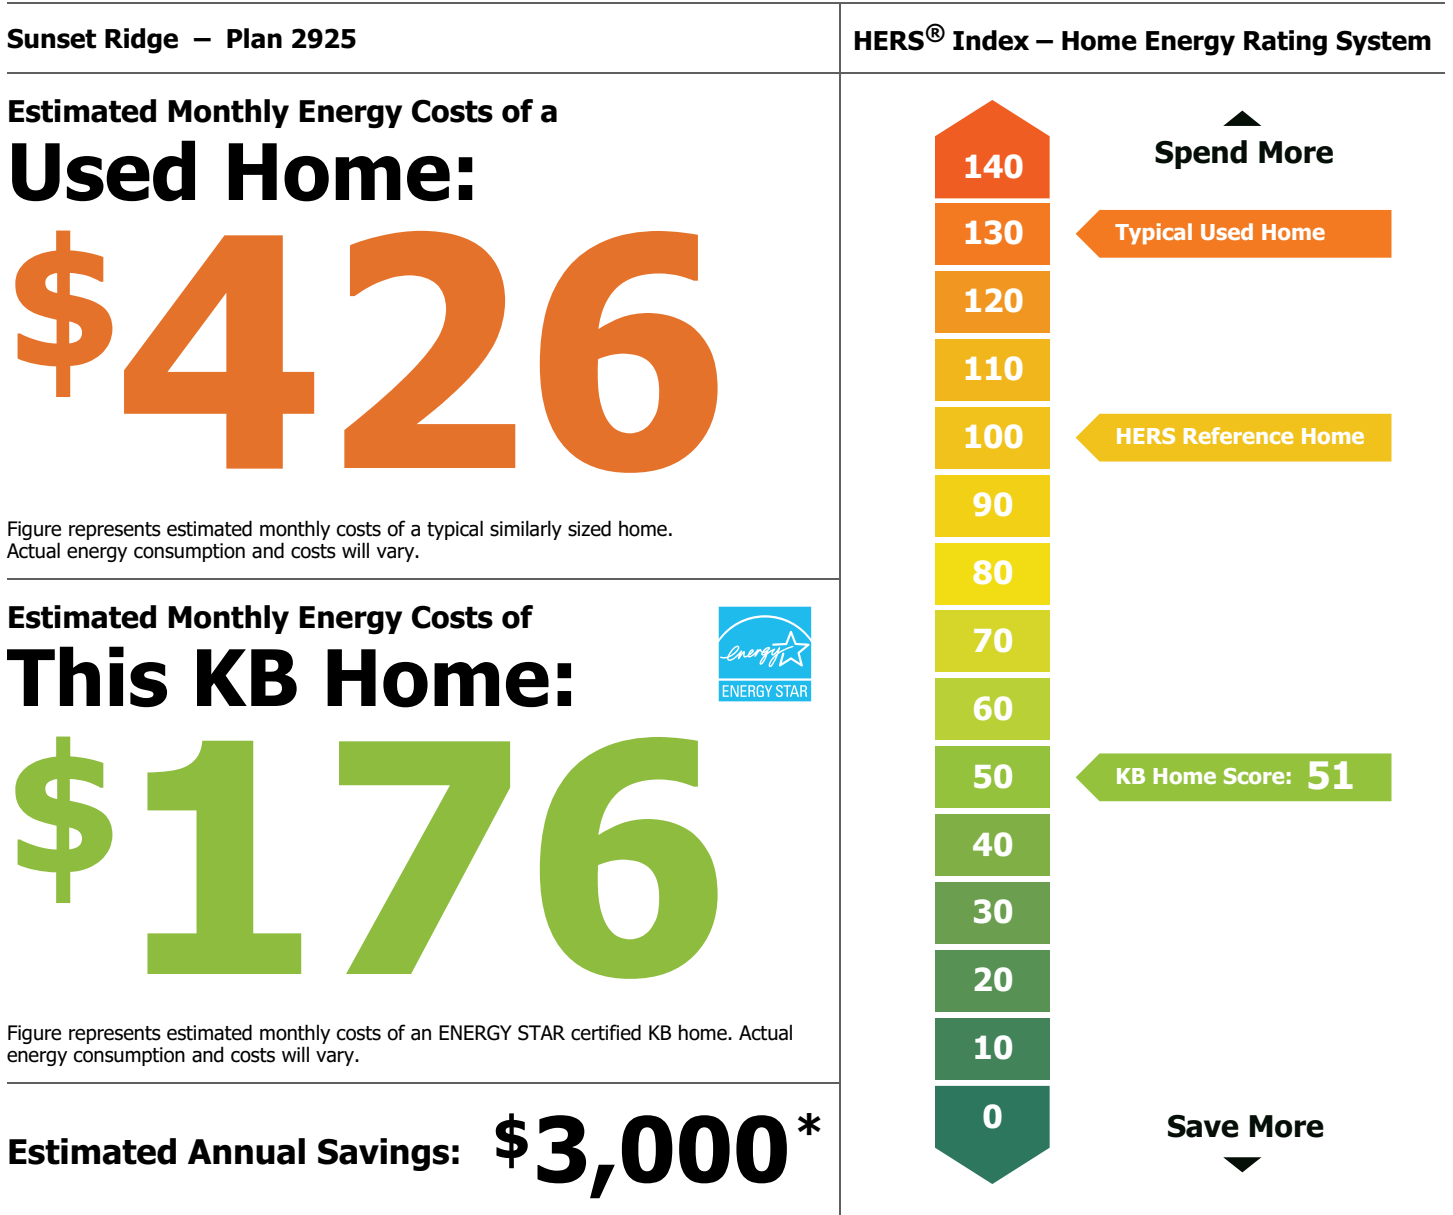 Sunset Ridge – Plan 2925
Estimated Monthly Energy Costs of a
Used Home:
$426
Figure represents estimated monthly costs of a typical similarly sized home.
Actual energy consumption and costs will vary.
Estimated Monthly Energy Costs of
This KB Home:
energy
ENERGY STAR
$176
Figure represents estimated monthly costs of an ENERGY STAR certified KB home. Actual
energy consumption and costs will vary.
Estimated Annual Savings: $3,000*
HERS® Index – Home Energy Rating System
Spend More
140
130 Typical Used Home
120
110
100 HERS Reference Home
90
80
70
60
50 KB Home Score: 51
40
30
20
10
0
Save More